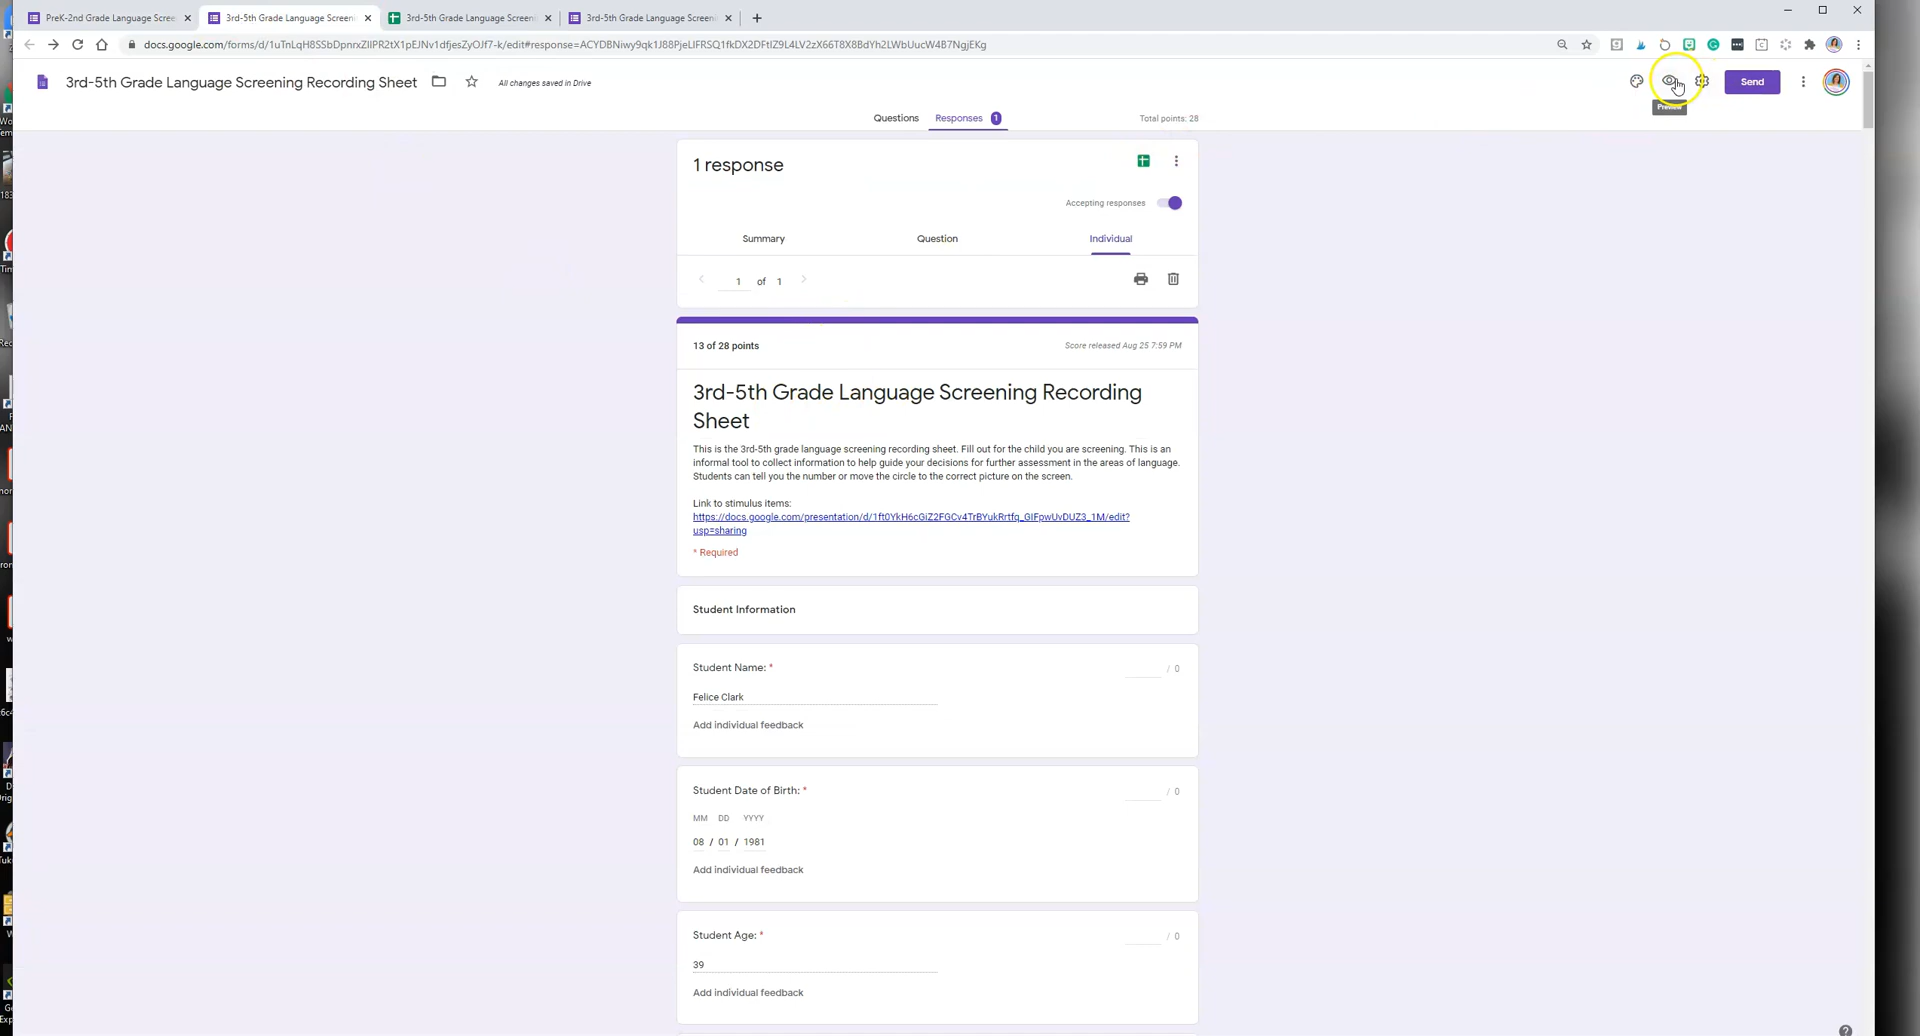 PreK-2nd Grade Language Scree
3rd-5th Grade Language Screeni
3rd-5th Grade Language Screeni
3rd-5th Grade Language Screeni
docs.google.com/forms/d/1uTnLqH8SSbDpnrxZIIPR2tX1pEJNv1dfjesZyOJf7-k/edit#response=ACYDBNiwy9qk1J88PjeLIFRSQ1fkDX2DFtIZ9L4LV2zX66T8X8BdYh2LWbUucW4B7NgjEKg
3rd-5th Grade Language Screening Recording Sheet
All changes saved in Drive
Send
Preview
Questions
Responses 1
Total points: 28
1 response
Accepting responses
Summary
Question
Individual
1 of 1
13 of 28 points
Score released Aug 25 7:59 PM
3rd-5th Grade Language Screening Recording
Sheet
This is the 3rd-5th grade language screening recording sheet. Fill out for the child you are screening. This is an
informal tool to collect information to help guide your decisions for further assessment in the areas of language.
Students can tell you the number or move the circle to the correct picture on the screen.
Link to stimulus items:
https://docs.google.com/presentation/d/1ft0YkH6cGiZ2FGCv4TrBYukRrtfq_GIFpwUvDUZ3_1M/edit?
usp=sharing
* Required
Student Information
Student Name: *
/ 0
Felice Clark
Add individual feedback
Student Date of Birth: *
/ 0
MM DD YYYY
08 / 01 / 1981
Add individual feedback
Student Age: *
/ 0
39
Add individual feedback